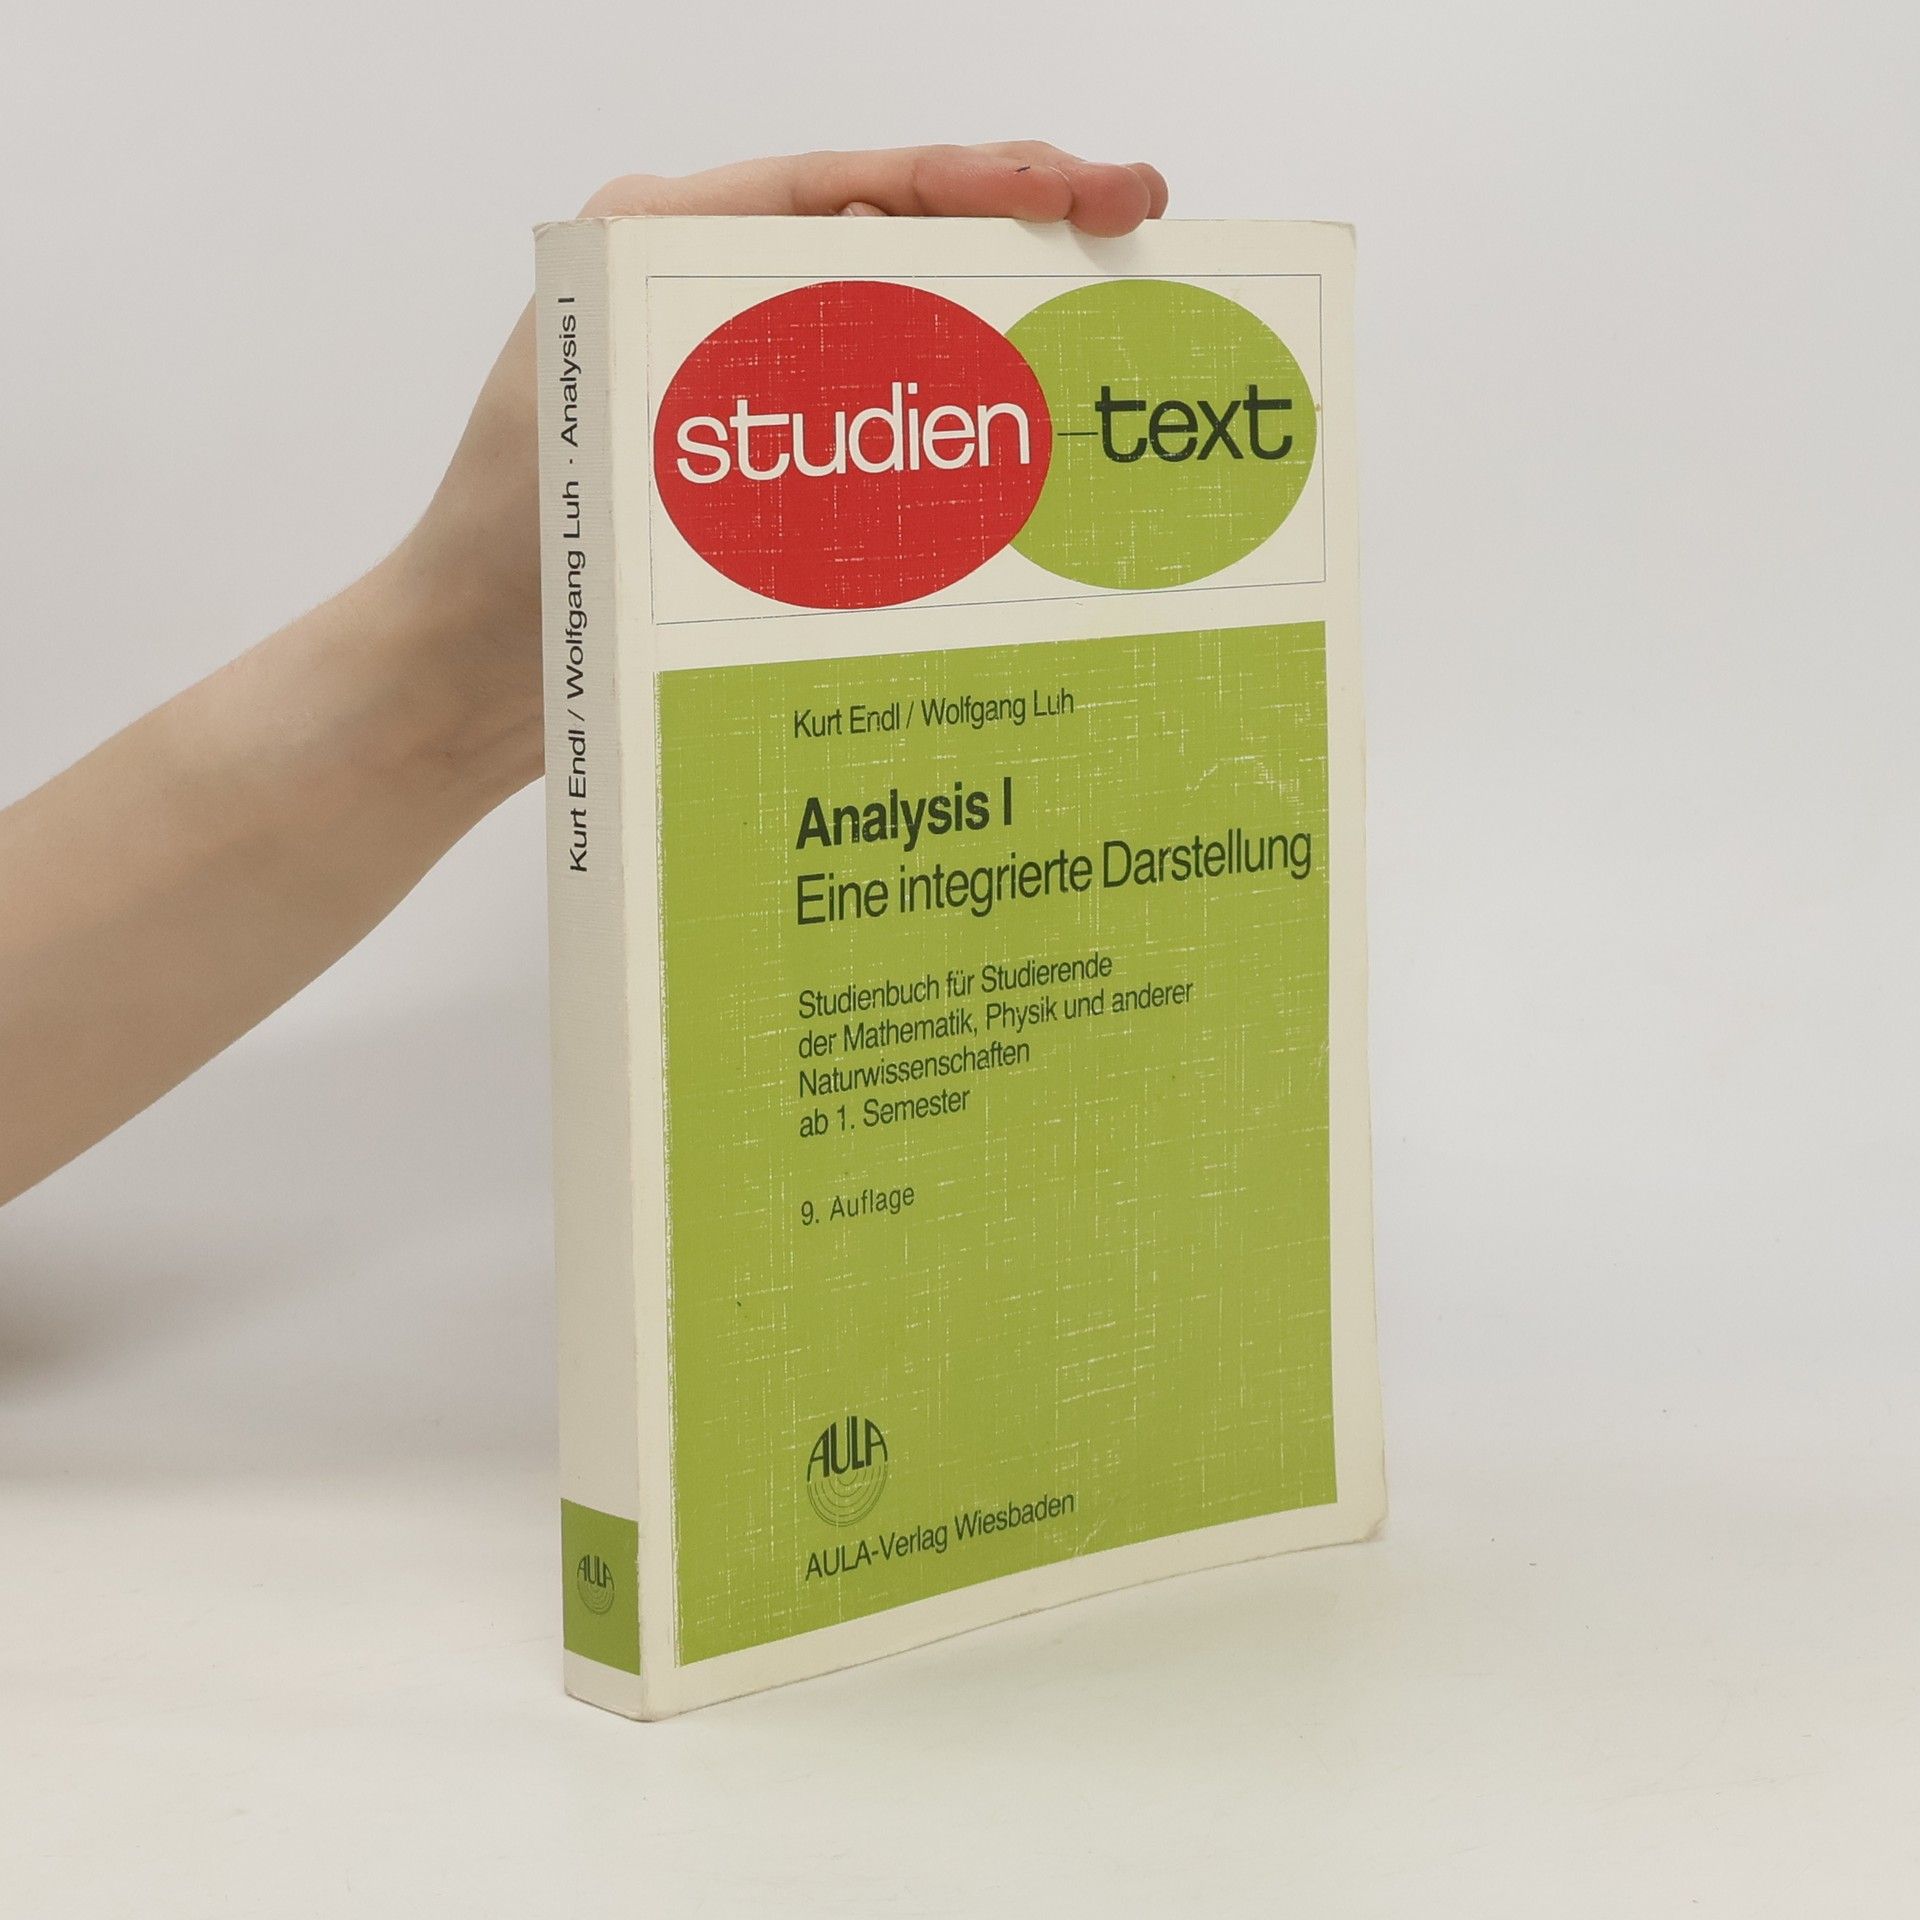 Kurt Endl / Wolfgang Luh · Analysis I
AULA
studien-text
Kurt Endl / Wolfgang Luh
Analysis I
Eine integrierte Darstellung
Studienbuch für Studierende
der Mathematik, Physik und anderer
Naturwissenschaften
ab 1. Semester
9. Auflage
AULA
AULA-Verlag Wiesbaden